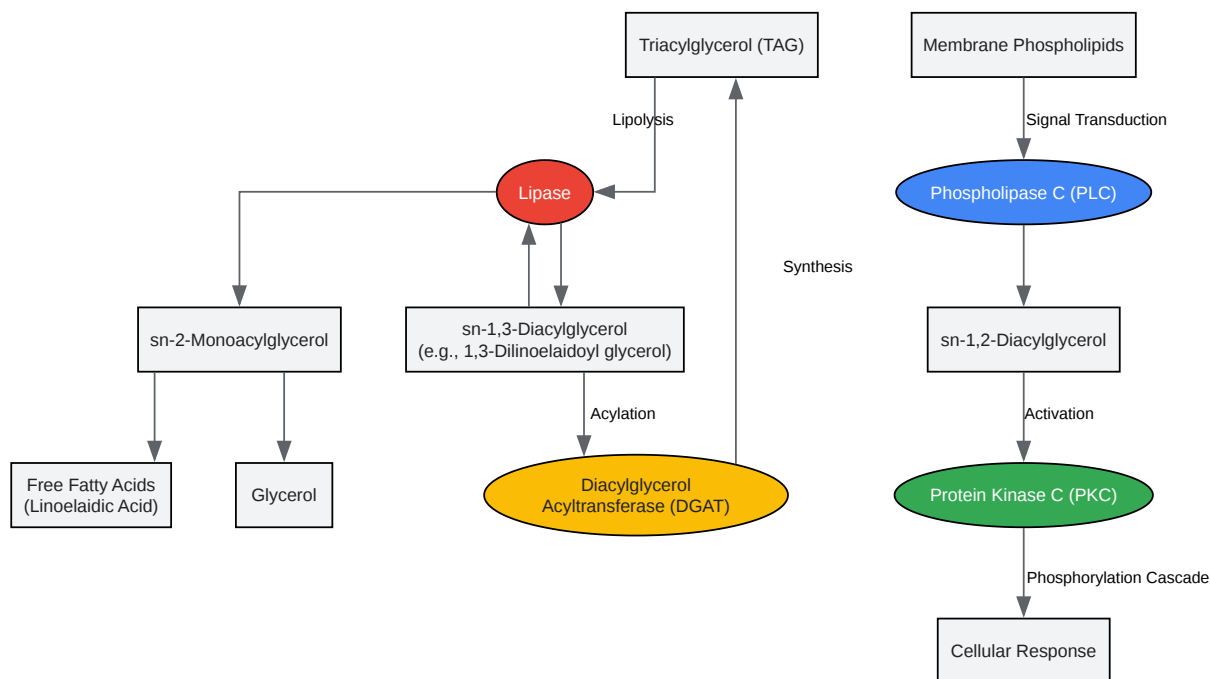 Triacylglycerol (TAG)
Membrane Phospholipids
Lipolysis
Signal Transduction
Lipase
Phospholipase C (PLC)
Synthesis
sn-2-Monoacylglycerol
sn-1,3-Diacylglycerol
(e.g., 1,3-Dilinoelaidoyl glycerol)
sn-1,2-Diacylglycerol
Acylation
Activation
Free Fatty Acids
(Linoelaidic Acid)
Glycerol
Diacylglycerol
Acyltransferase (DGAT)
Protein Kinase C (PKC)
Phosphorylation Cascade
Cellular Response